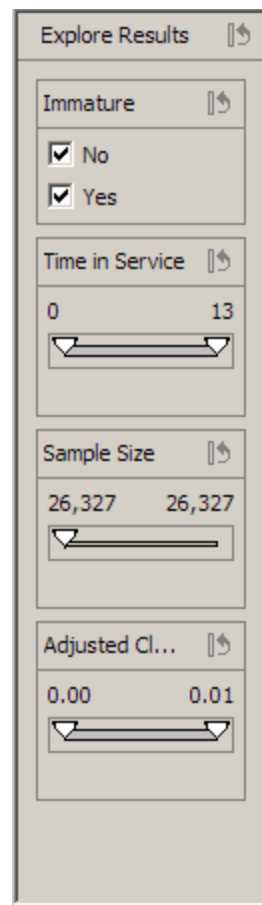 Explore Results
Immature
No
Yes
Time in Service
0 13
Sample Size
26,327 26,327
Adjusted Cl...
0.00 0.01